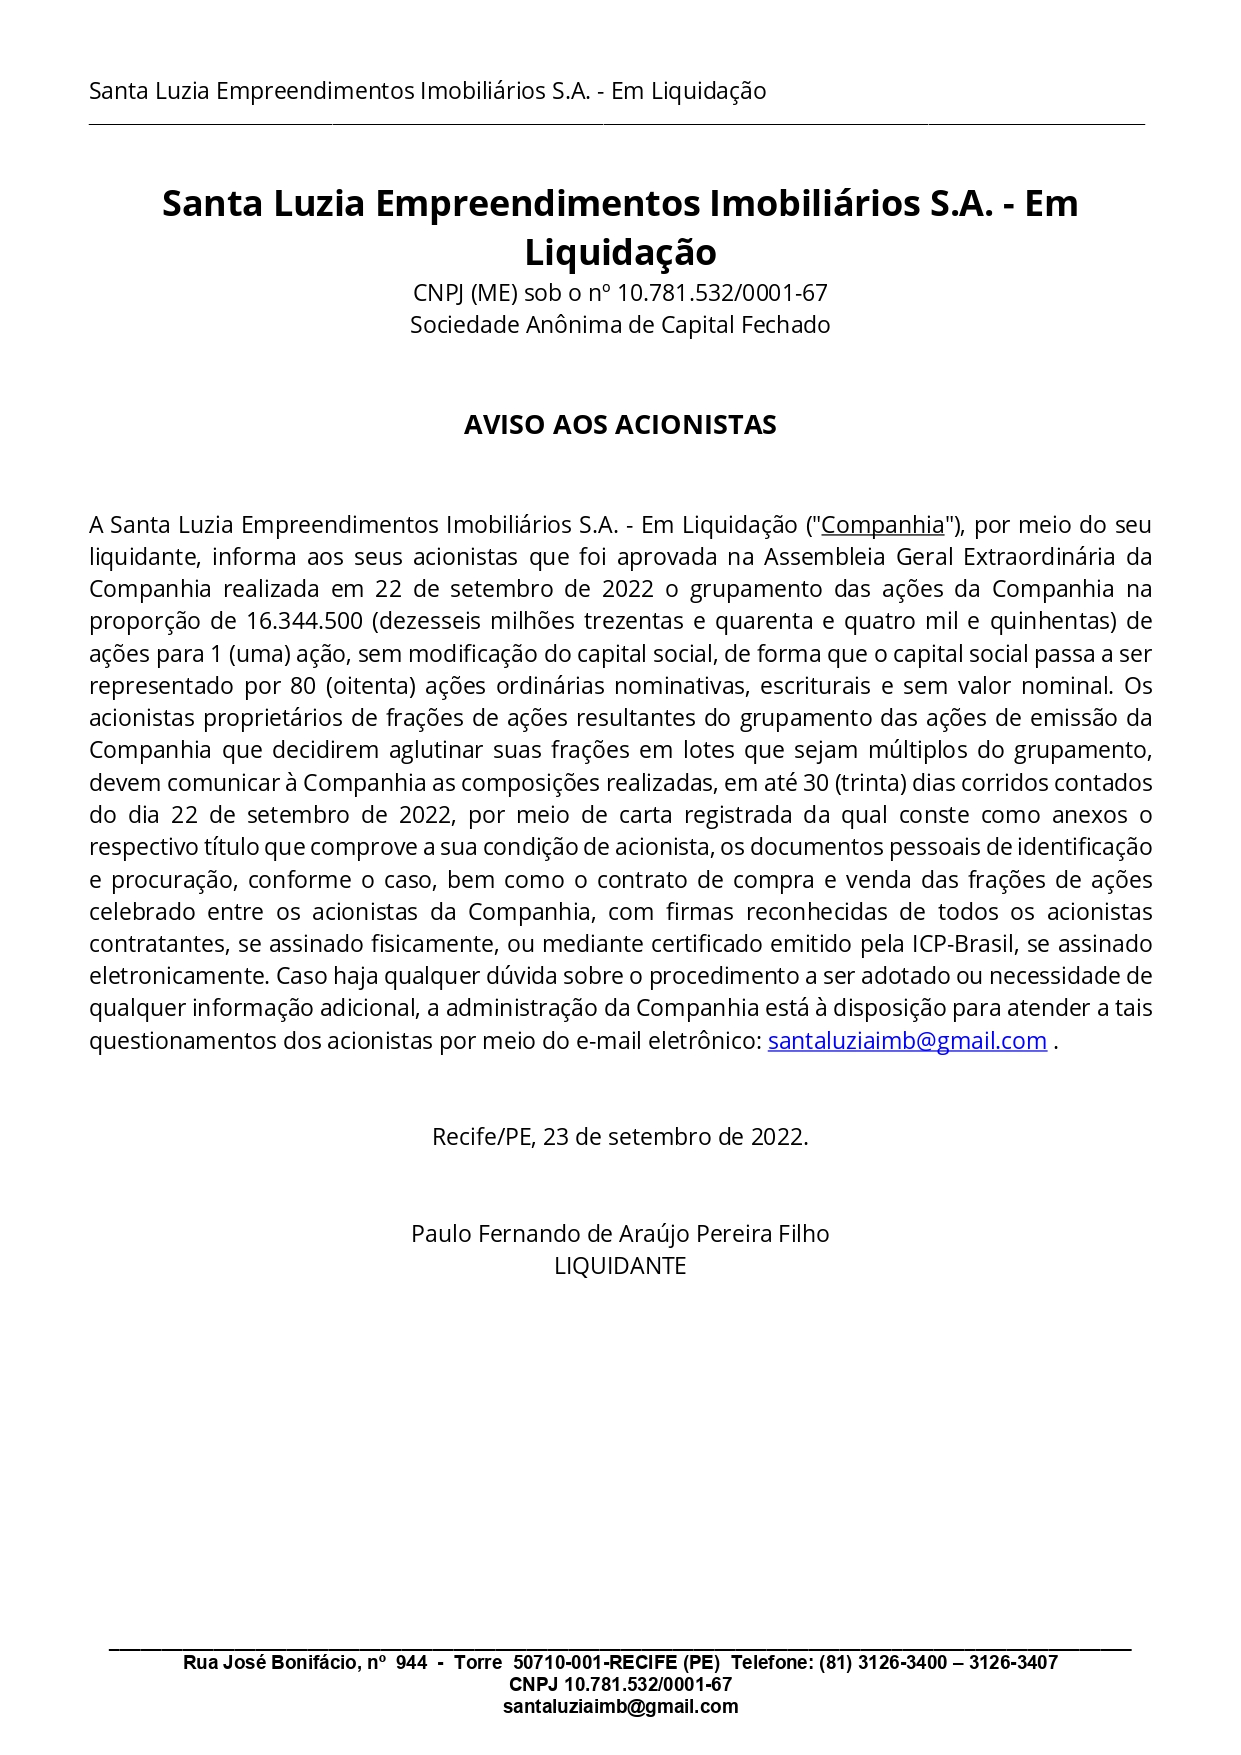 Santa Luzia Empreendimentos Imobiliários S.A. - Em Liquidação
Santa Luzia Empreendimentos Imobiliários S.A. - Em
Liquidação
CNPJ (ME) sob o nº 10.781.532/0001-67
Sociedade Anônima de Capital Fechado
AVISO AOS ACIONISTAS
A Santa Luzia Empreendimentos Imobiliários S.A. - Em Liquidação ("Companhia"), por meio do seu
liquidante, informa aos seus acionistas que foi aprovada na Assembleia Geral Extraordinária da
Companhia realizada em 22 de setembro de 2022 o grupamento das ações da Companhia na
proporção de 16.344.500 (dezesseis milhões trezentas e quarenta e quatro mil e quinhentas) de
ações para 1 (uma) ação, sem modificação do capital social, de forma que o capital social passa a ser
representado por 80 (oitenta) ações ordinárias nominativas, escriturais e sem valor nominal. Os
acionistas proprietários de frações de ações resultantes do grupamento das ações de emissão da
Companhia que decidirem aglutinar suas frações em lotes que sejam múltiplos do grupamento,
devem comunicar à Companhia as composições realizadas, em até 30 (trinta) dias corridos contados
do dia 22 de setembro de 2022, por meio de carta registrada da qual conste como anexos o
respectivo título que comprove a sua condição de acionista, os documentos pessoais de identificação
e procuração, conforme o caso, bem como o contrato de compra e venda das frações de ações
celebrado entre os acionistas da Companhia, com firmas reconhecidas de todos os acionistas
contratantes, se assinado fisicamente, ou mediante certificado emitido pela ICP-Brasil, se assinado
eletronicamente. Caso haja qualquer dúvida sobre o procedimento a ser adotado ou necessidade de
qualquer informação adicional, a administração da Companhia está à disposição para atender a tais
questionamentos dos acionistas por meio do e-mail eletrônico: santaluziaimb@gmail.com .
Recife/PE, 23 de setembro de 2022.
Paulo Fernando de Araújo Pereira Filho
LIQUIDANTE
Rua José Bonifácio, nº 944 - Torre 50710-001-RECIFE (PE) Telefone: (81) 3126-3400 – 3126-3407
CNPJ 10.781.532/0001-67
santaluziaimb@gmail.com